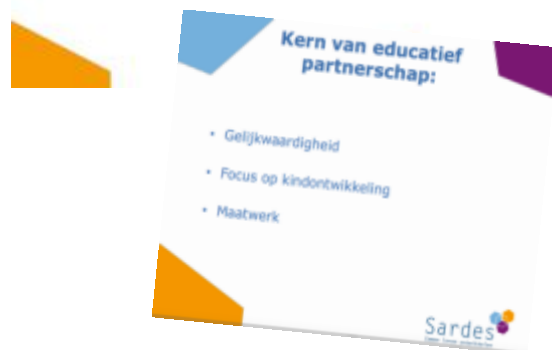 Kern van educatief
partnerschap:
• Gelijkwaardigheid
• Focus op kindontwikkeling
• Maatwerk
Sardes